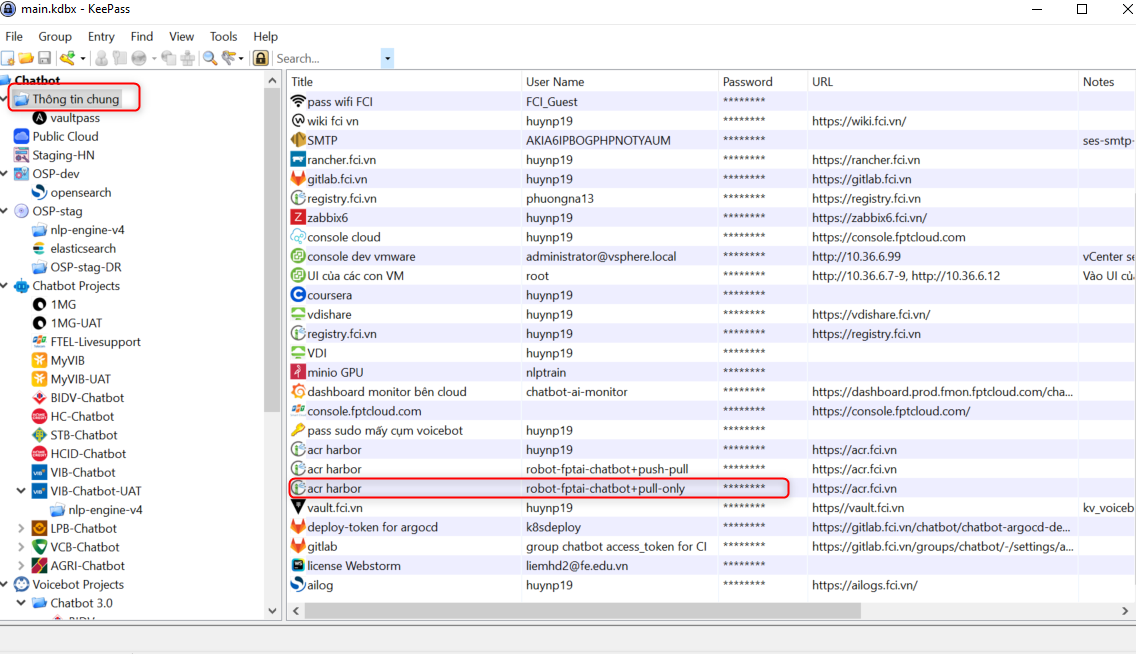 main.kdbx - KeePass
File Group Entry Find View Tools Help
Search...
Chatbot
Thông tin chung
vaultpass
Public Cloud
Staging-HN
OSP-dev
opensearch
OSP-stag
nlp-engine-v4
elasticsearch
OSP-stag-DR
Chatbot Projects
1MG
1MG-UAT
FTEL-Livesupport
MyVIB
MyVIB-UAT
BIDV-Chatbot
HC-Chatbot
STB-Chatbot
HCID-Chatbot
VIB-Chatbot
VIB-Chatbot-UAT
nlp-engine-v4
LPB-Chatbot
VCB-Chatbot
AGRI-Chatbot
Voicebot Projects
Chatbot 3.0
Title User Name Password URL Notes
pass wifi FCI FCI_Guest ********
wiki fci vn huynp19 ******** https://wiki.fci.vn/
SMTP AKIA6IPBOGPHPNOTYAUM ******** ses-smtp-
rancher.fci.vn huynp19 ******** https://rancher.fci.vn
gitlab.fci.vn huynp19 ******** https://gitlab.fci.vn
registry.fci.vn phuongna13 ******** https://registry.fci.vn
zabbix6 huynp19 ******** https://zabbix6.fci.vn/
console cloud huynp19 ******** https://console.fptcloud.com
console dev vmware administrator@vsphere.local ******** http://10.36.6.99 vCenter se
UI của các con VM root ******** http://10.36.6.7-9, http://10.36.6.12 Vào UI củ
coursera huynp19 ********
vdishare huynp19 ******** https://vdishare.fci.vn/
registry.fci.vn huynp19 ******** https://registry.fci.vn
VDI huynp19 ********
minio GPU nlptrain ********
dashboard monitor bên cloud chatbot-ai-monitor ******** https://dashboard.prod.fmon.fptcloud.com/cha...
console.fptcloud.com huynp19 ******** https://console.fptcloud.com/
pass sudo mấy cụm voicebot huynp19 ********
acr harbor huynp19 ******** https://acr.fci.vn
acr harbor robot-fptai-chatbot+push-pull ******** https://acr.fci.vn
acr harbor robot-fptai-chatbot+pull-only ******** https://acr.fci.vn
vault.fci.vn huynp19 ******** https//vault.fci.vn kv_voiceb
deploy-token for argocd k8sdeploy ******** https://gitlab.fci.vn/chatbot/chatbot-argocd-de...
gitlab group chatbot access_token for CI ******** https://gitlab.fci.vn/groups/chatbot/-/settings/a...
license Webstorm liemhd2@fe.edu.vn ********
ailog huynp19 ******** https://ailogs.fci.vn/